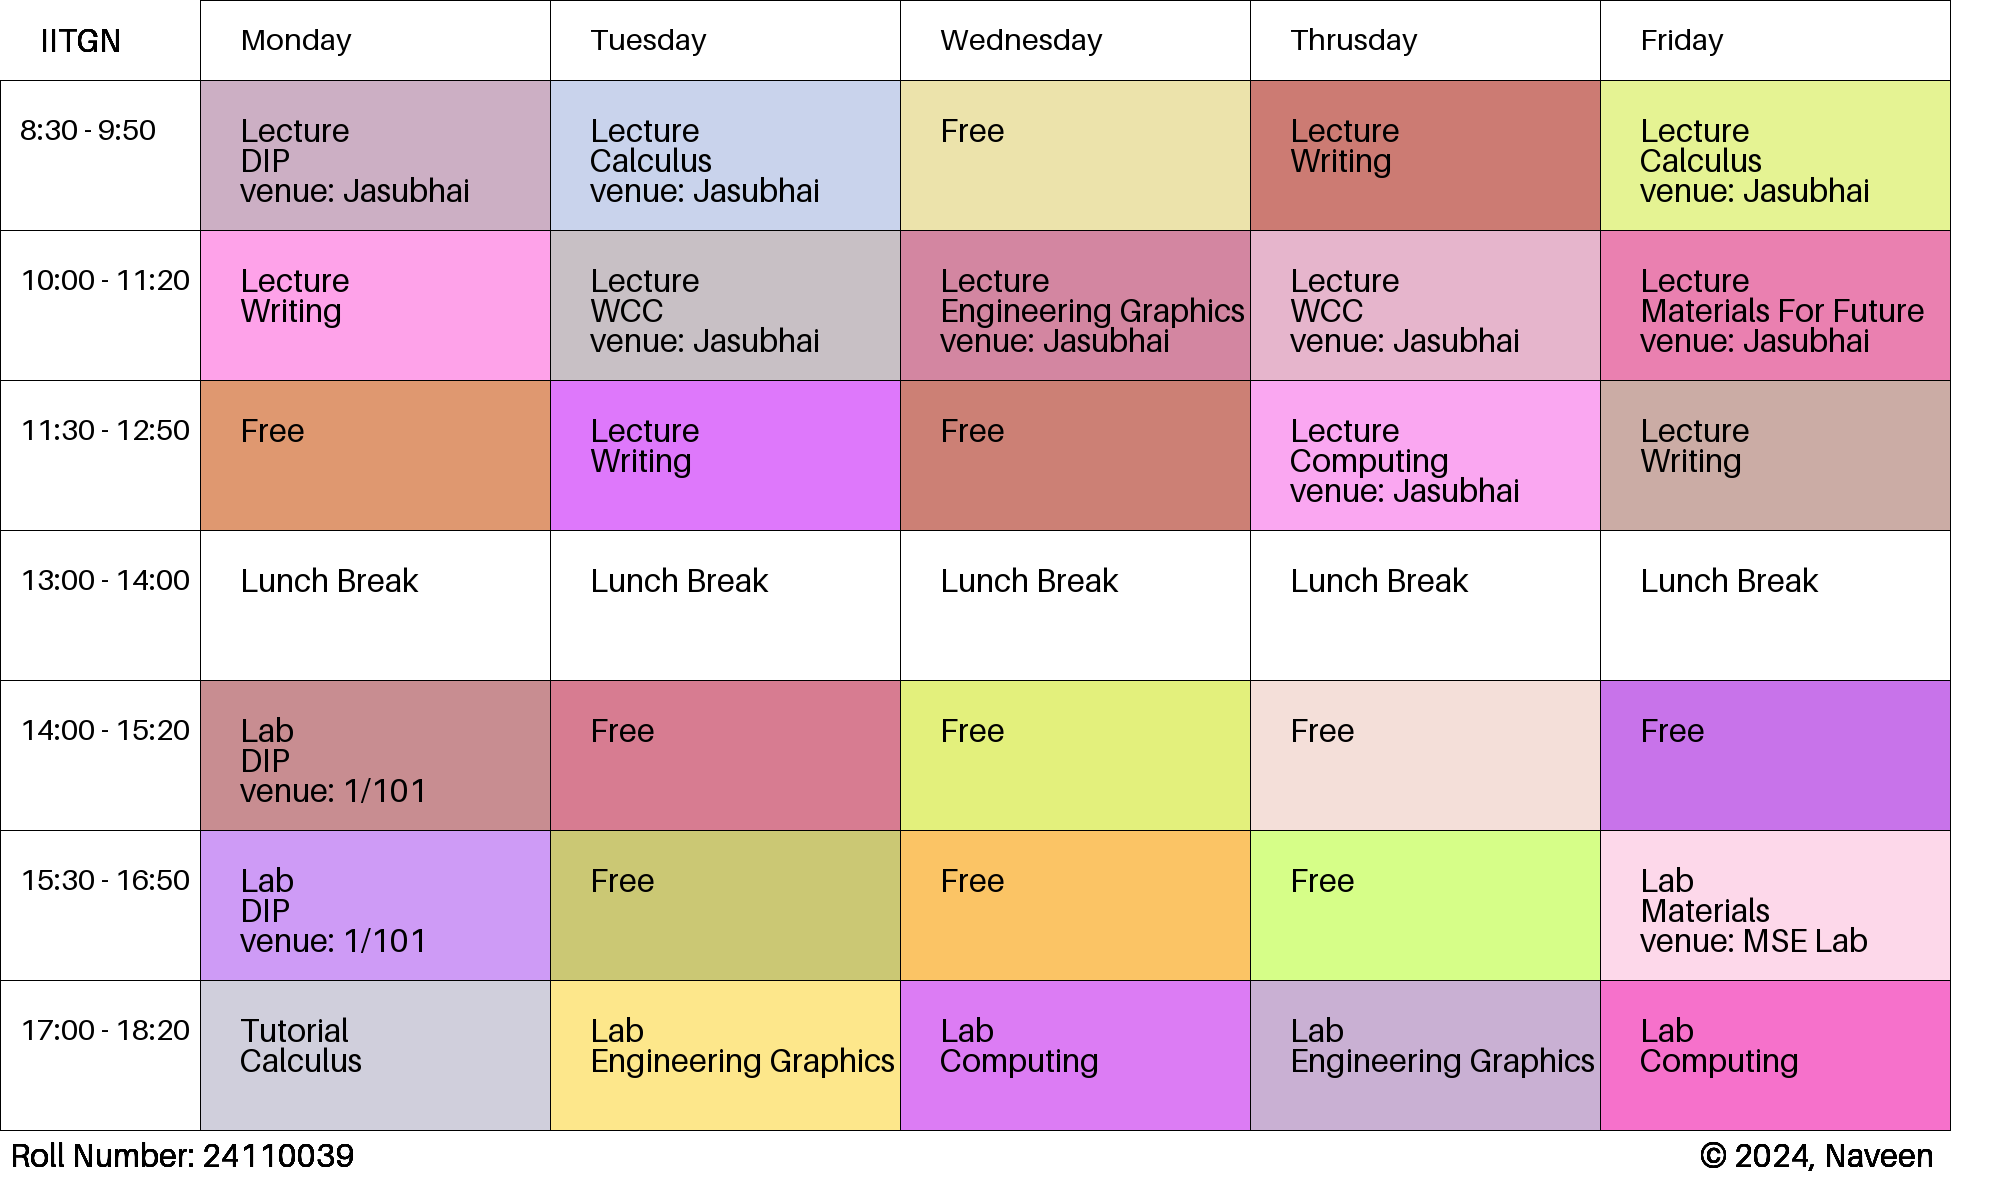 IITGN
Monday
Tuesday
Wednesday
Thrusday
Friday
8:30 - 9:50
Lecture
DIP
venue: Jasubhai
Lecture
Calculus
venue: Jasubhai
Free
Lecture
Writing
Lecture
Calculus
venue: Jasubhai
10:00 - 11:20
Lecture
Writing
Lecture
WCC
venue: Jasubhai
Lecture
Engineering Graphics
venue: Jasubhai
Lecture
WCC
venue: Jasubhai
Lecture
Materials For Future
venue: Jasubhai
11:30 - 12:50
Free
Lecture
Writing
Free
Lecture
Computing
venue: Jasubhai
Lecture
Writing
13:00 - 14:00
Lunch Break
Lunch Break
Lunch Break
Lunch Break
Lunch Break
14:00 - 15:20
Lab
DIP
venue: 1/101
Free
Free
Free
Free
15:30 - 16:50
Lab
DIP
venue: 1/101
Free
Free
Free
Lab
Materials
venue: MSE Lab
17:00 - 18:20
Tutorial
Calculus
Lab
Engineering Graphics
Lab
Computing
Lab
Engineering Graphics
Lab
Computing
Roll Number: 24110039
© 2024, Naveen